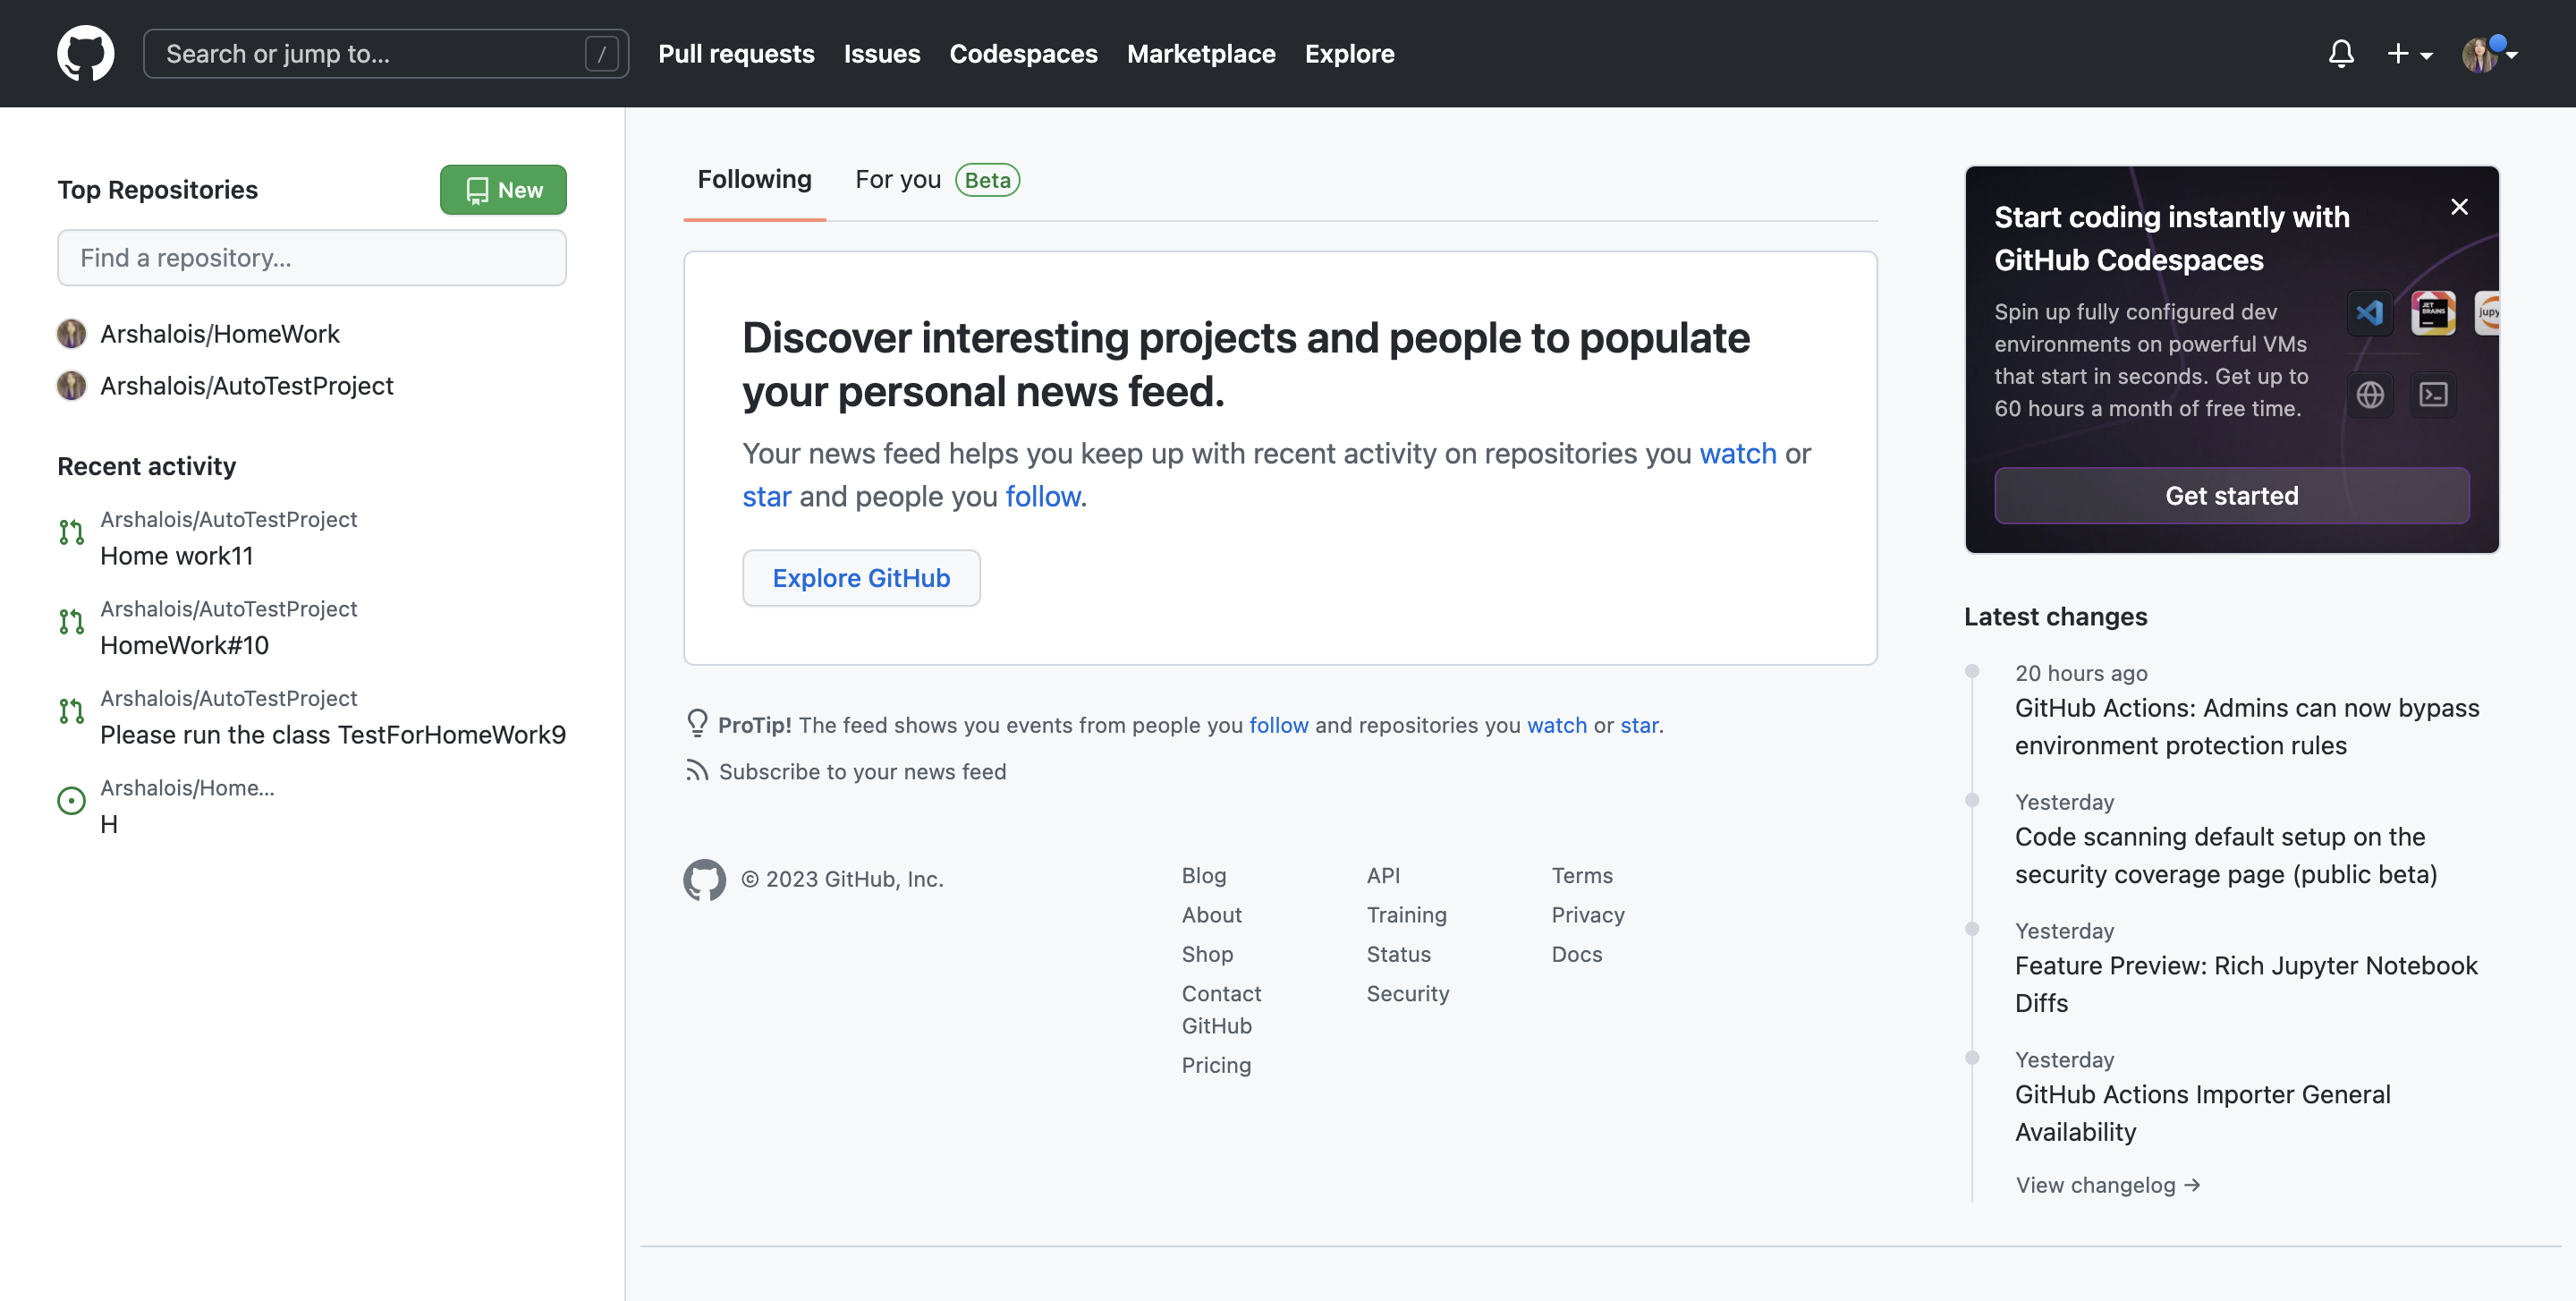 Search or jump to...
/
Pull requests
Issues
Codespaces
Marketplace
Explore
Top Repositories
New
Find a repository...
Arshalois/HomeWork
Arshalois/AutoTestProject
Recent activity
Arshalois/AutoTestProject
Home work11
Arshalois/AutoTestProject
HomeWork#10
Arshalois/AutoTestProject
Please run the class TestForHomeWork9
Arshalois/Home...
H
Following
For you
Beta
Discover interesting projects and people to populate
your personal news feed.
Your news feed helps you keep up with recent activity on repositories you watch or
star and people you follow.
Explore GitHub
ProTip! The feed shows you events from people you follow and repositories you watch or star.
Subscribe to your news feed
© 2023 GitHub, Inc.
Blog
About
Shop
Contact
GitHub
Pricing
API
Training
Status
Security
Terms
Privacy
Docs
Start coding instantly with
GitHub Codespaces
Spin up fully configured dev
environments on powerful VMs
that start in seconds. Get up to
60 hours a month of free time.
JET
BRAINS
jupy
Get started
Latest changes
20 hours ago
GitHub Actions: Admins can now bypass
environment protection rules
Yesterday
Code scanning default setup on the
security coverage page (public beta)
Yesterday
Feature Preview: Rich Jupyter Notebook
Diffs
Yesterday
GitHub Actions Importer General
Availability
View changelog →